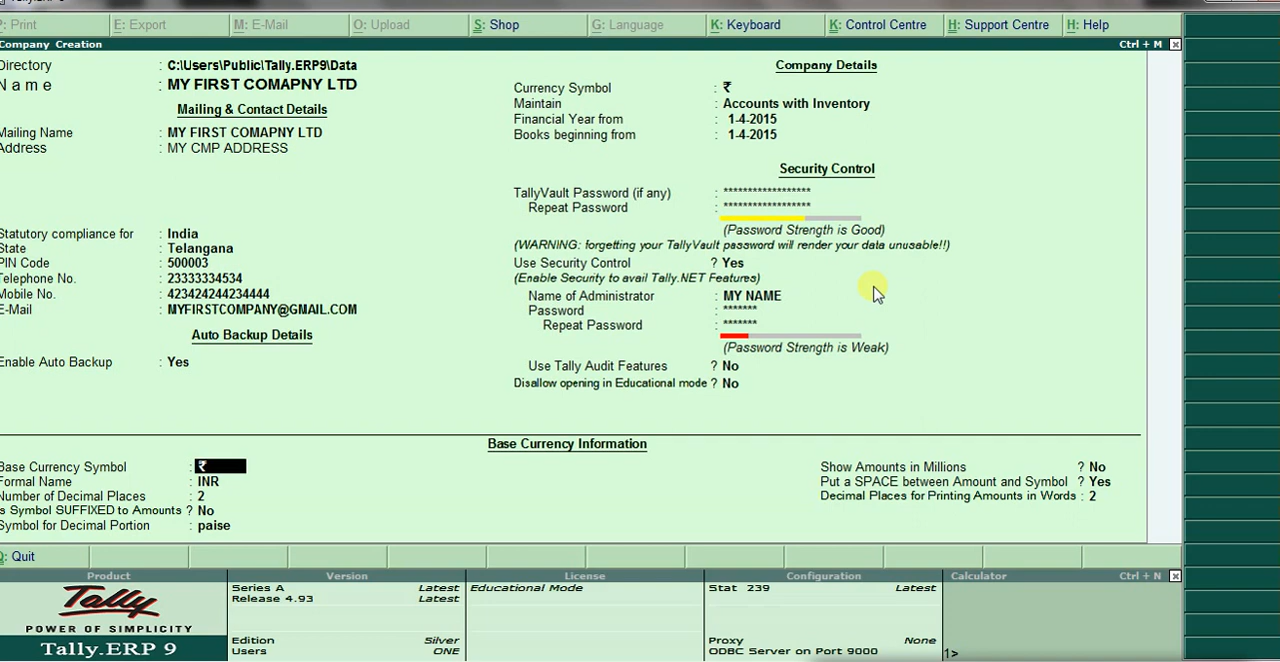 Tally.ERP 9
P: Print E: Export M: E-Mail O: Upload S: Shop G: Language K: Keyboard K: Control Centre H: Support Centre H: Help
Company Creation Ctrl + M
Directory : C:\Users\Public\Tally.ERP9\Data
Name : MY FIRST COMAPNY LTD
Mailing & Contact Details
Mailing Name : MY FIRST COMAPNY LTD
Address : MY CMP ADDRESS
Statutory compliance for : India
State : Telangana
PIN Code : 500003
Telephone No. : 23333334534
Mobile No. : 423424244234444
E-Mail : MYFIRSTCOMPANY@GMAIL.COM
Auto Backup Details
Enable Auto Backup : Yes
Company Details
Currency Symbol : ₹
Maintain : Accounts with Inventory
Financial Year from : 1-4-2015
Books beginning from : 1-4-2015
Security Control
TallyVault Password (if any) : ******************
Repeat Password : ******************
(Password Strength is Good)
(WARNING: forgetting your TallyVault password will render your data unusable!!)
Use Security Control ? Yes
(Enable Security to avail Tally.NET Features)
Name of Administrator : MY NAME
Password : *******
Repeat Password : *******
(Password Strength is Weak)
Use Tally Audit Features ? No
Disallow opening in Educational mode ? No
Base Currency Information
Base Currency Symbol : ₹
Formal Name : INR
Number of Decimal Places : 2
Is Symbol SUFFIXED to Amounts ? No
Symbol for Decimal Portion : paise
Show Amounts in Millions ? No
Put a SPACE between Amount and Symbol ? Yes
Decimal Places for Printing Amounts in Words : 2
Q: Quit
Product
Tally
POWER OF SIMPLICITY
Tally.ERP 9
Version
Series A Latest
Release 4.93 Latest
Edition Silver
Users ONE
License
Educational Mode
Configuration
Stat 239 Latest
Proxy None
ODBC Server on Port 9000
Calculator Ctrl + N
1>